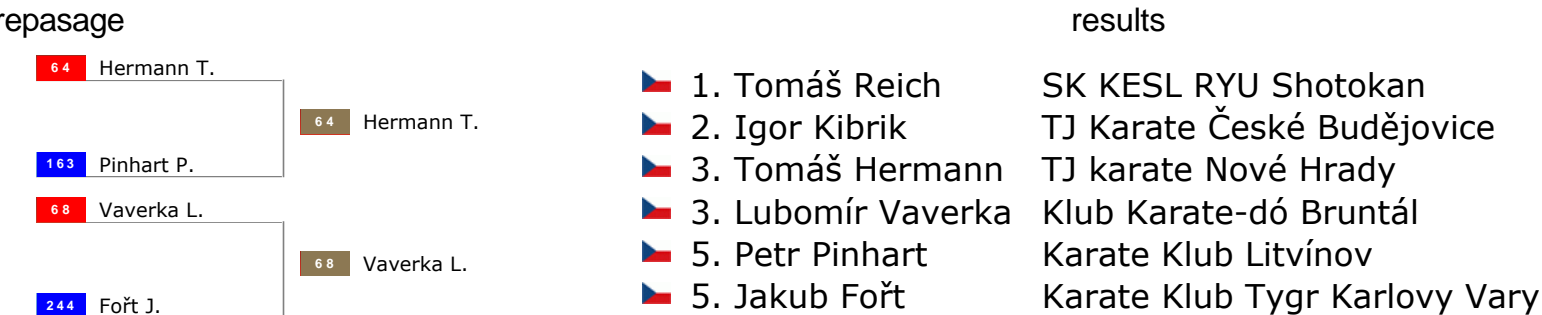 repasage
64 Hermann T.
64 Hermann T.
163 Pinhart P.
68 Vaverka L.
68 Vaverka L.
244 Fořt J.
results
1. Tomáš Reich SK KESL RYU Shotokan
2. Igor Kibrik TJ Karate České Budějovice
3. Tomáš Hermann TJ karate Nové Hrady
3. Lubomír Vaverka Klub Karate-dó Bruntál
5. Petr Pinhart Karate Klub Litvínov
5. Jakub Fořt Karate Klub Tygr Karlovy Vary